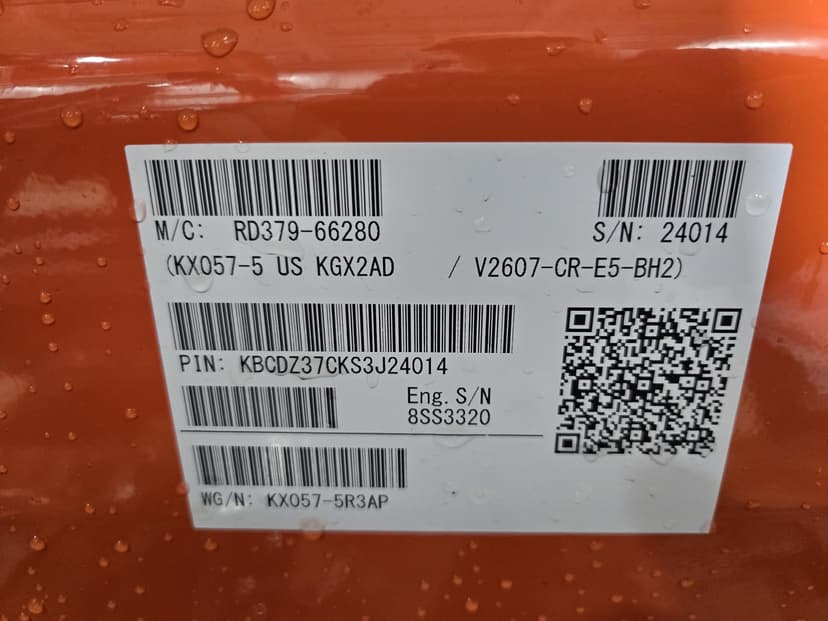 M/C: RD379-66280
S/N: 24014
(KX057-5 US KGX2AD / V2607-CR-E5-BH2)
PIN: KBCDZ37CKS3J24014
Eng. S/N
8SS3320
WG/N: KX057-5R3AP